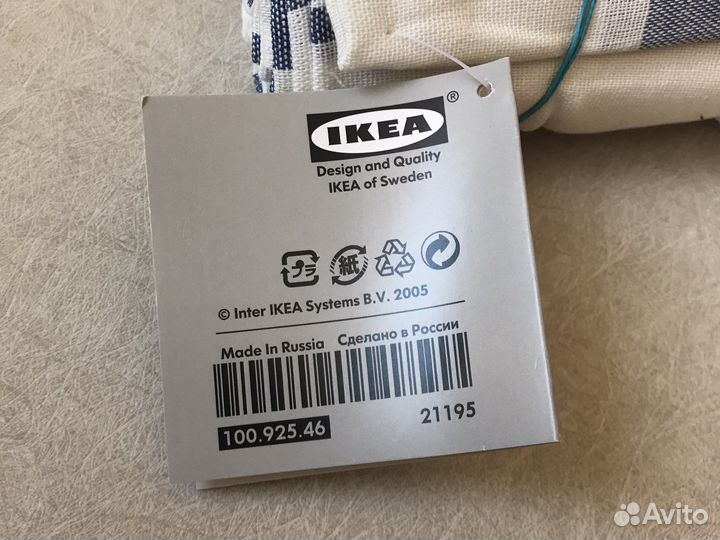 IKEA ®
Design and Quality
IKEA of Sweden
プラ 紙
© Inter IKEA Systems B.V. 2005
Made In Russia Сделано в России
100.925.46 21195
Avito